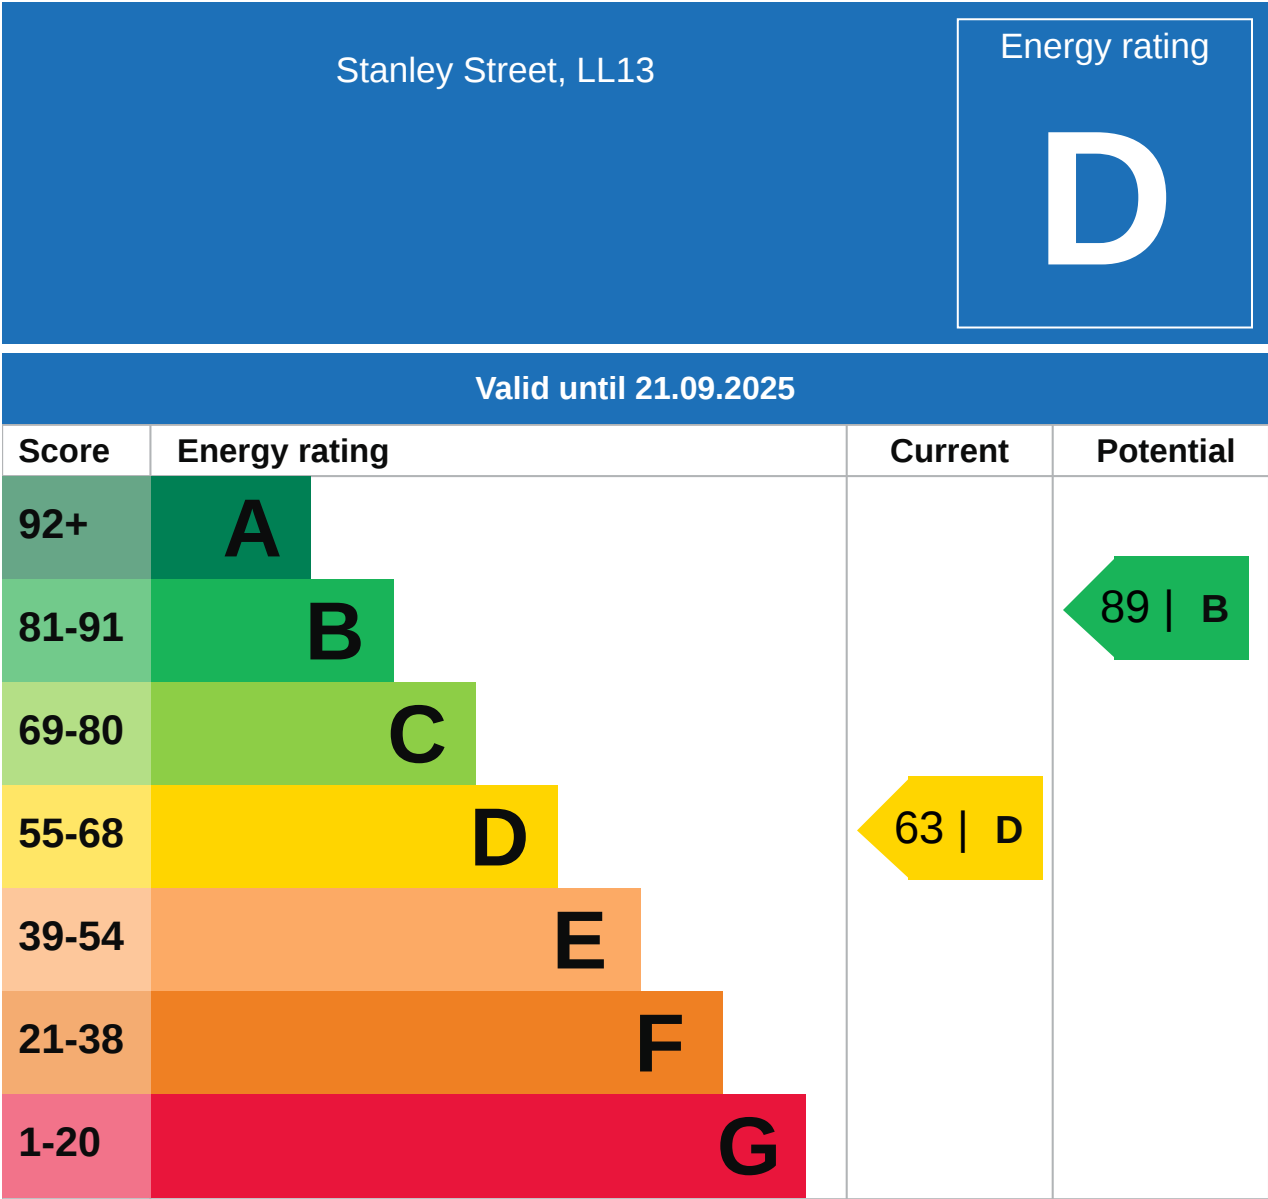 Stanley Street, LL13
Energy rating
D
Valid until 21.09.2025
Score Energy rating Current Potential
92+ A
81-91 B 89 | B
69-80 C
55-68 D 63 | D
39-54 E
21-38 F
1-20 G